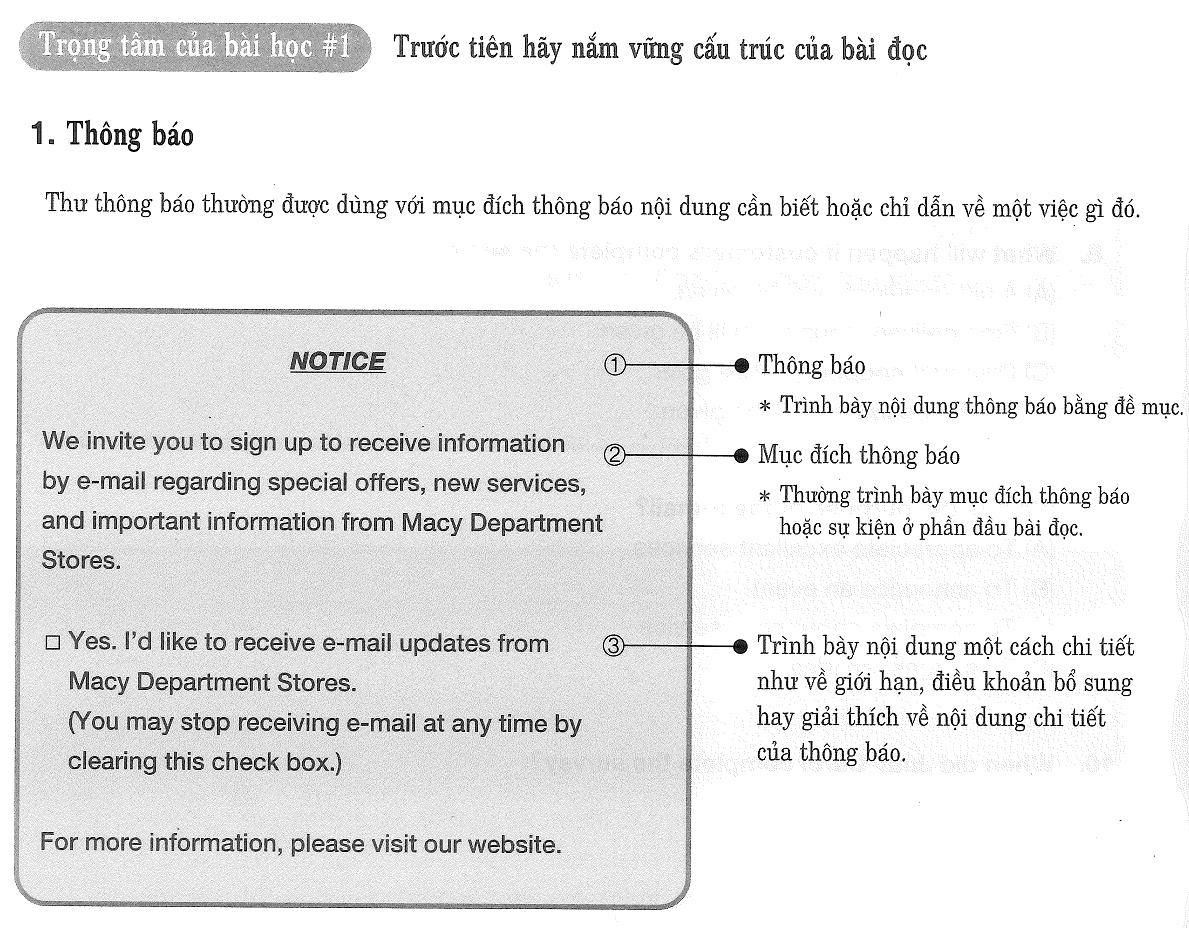 Trọng tâm của bài học #1 Trước tiên hãy nắm vững cấu trúc của bài đọc
1. Thông báo
Thư thông báo thường được dùng với mục đích thông báo nội dung cần biết hoặc chỉ dẫn về một việc gì đó.
NOTICE
We invite you to sign up to receive information
by e-mail regarding special offers, new services,
and important information from Macy Department
Stores.
□ Yes. I'd like to receive e-mail updates from
Macy Department Stores.
(You may stop receiving e-mail at any time by
clearing this check box.)
For more information, please visit our website.
① Thông báo
* Trình bày nội dung thông báo bằng đề mục.
② Mục đích thông báo
* Thường trình bày mục đích thông báo
hoặc sự kiện ở phần đầu bài đọc.
③ Trình bày nội dung một cách chi tiết
như về giới hạn, điều khoản bổ sung
hay giải thích về nội dung chi tiết
của thông báo.